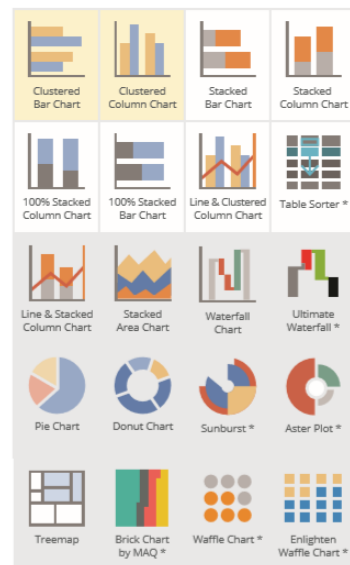 Clustered
Bar Chart
Clustered
Column Chart
Stacked
Bar Chart
Stacked
Column Chart
100% Stacked
Column Chart
100% Stacked
Bar Chart
Line & Clustered
Column Chart
Table Sorter *
Line & Stacked
Column Chart
Stacked
Area Chart
Waterfall
Chart
Ultimate
Waterfall *
Pie Chart
Donut Chart
Sunburst *
Aster Plot *
Treemap
Brick Chart
by MAQ *
Waffle Chart *
Enlighten
Waffle Chart *